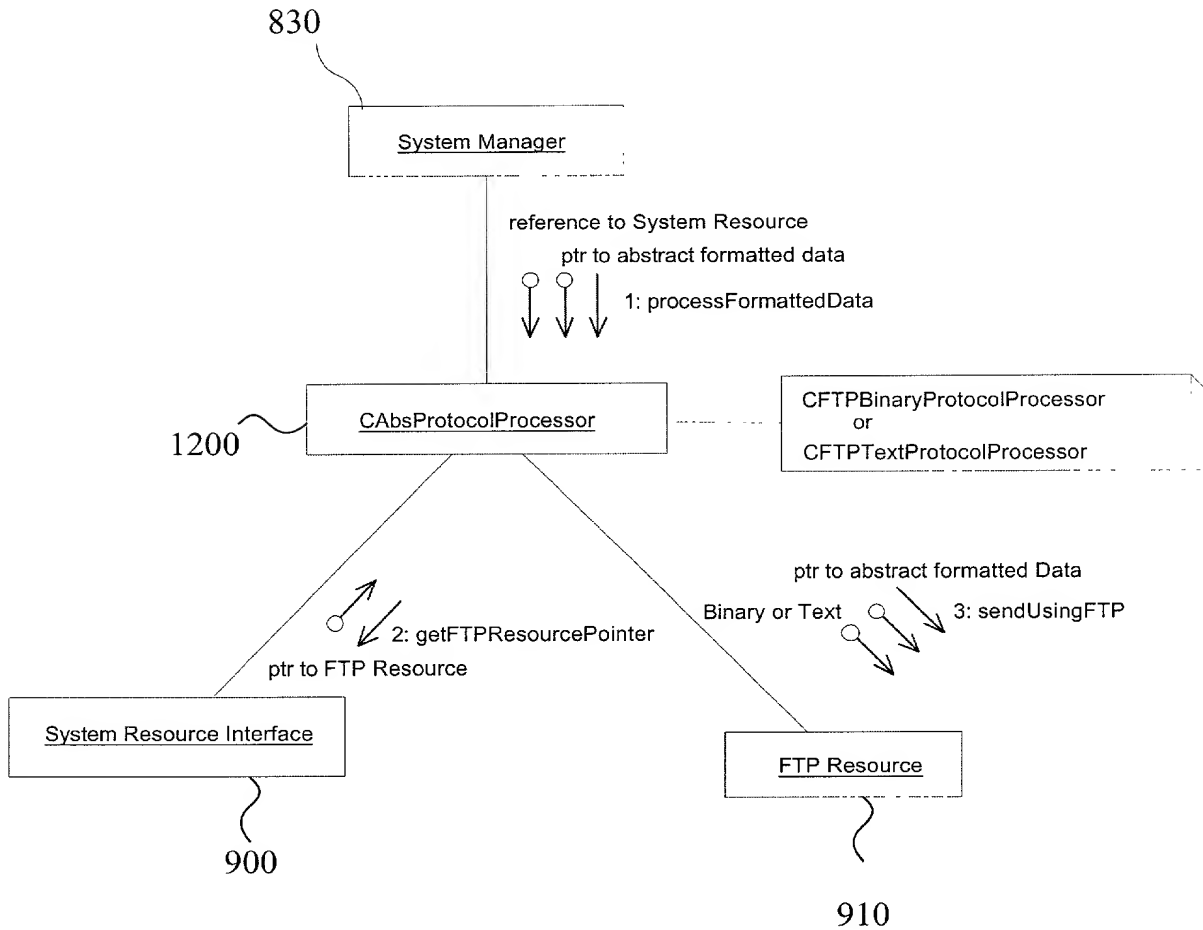 830
System Manager
reference to System Resource
ptr to abstract formatted data
1: processFormattedData
CAbsProtocolProcessor
1200
CFTPBinaryProtocolProcessor
or
CFTPTextProtocolProcessor
ptr to abstract formatted Data
Binary or Text
3: sendUsingFTP
2: getFTPResourcePointer
ptr to FTP Resource
System Resource Interface
900
FTP Resource
910